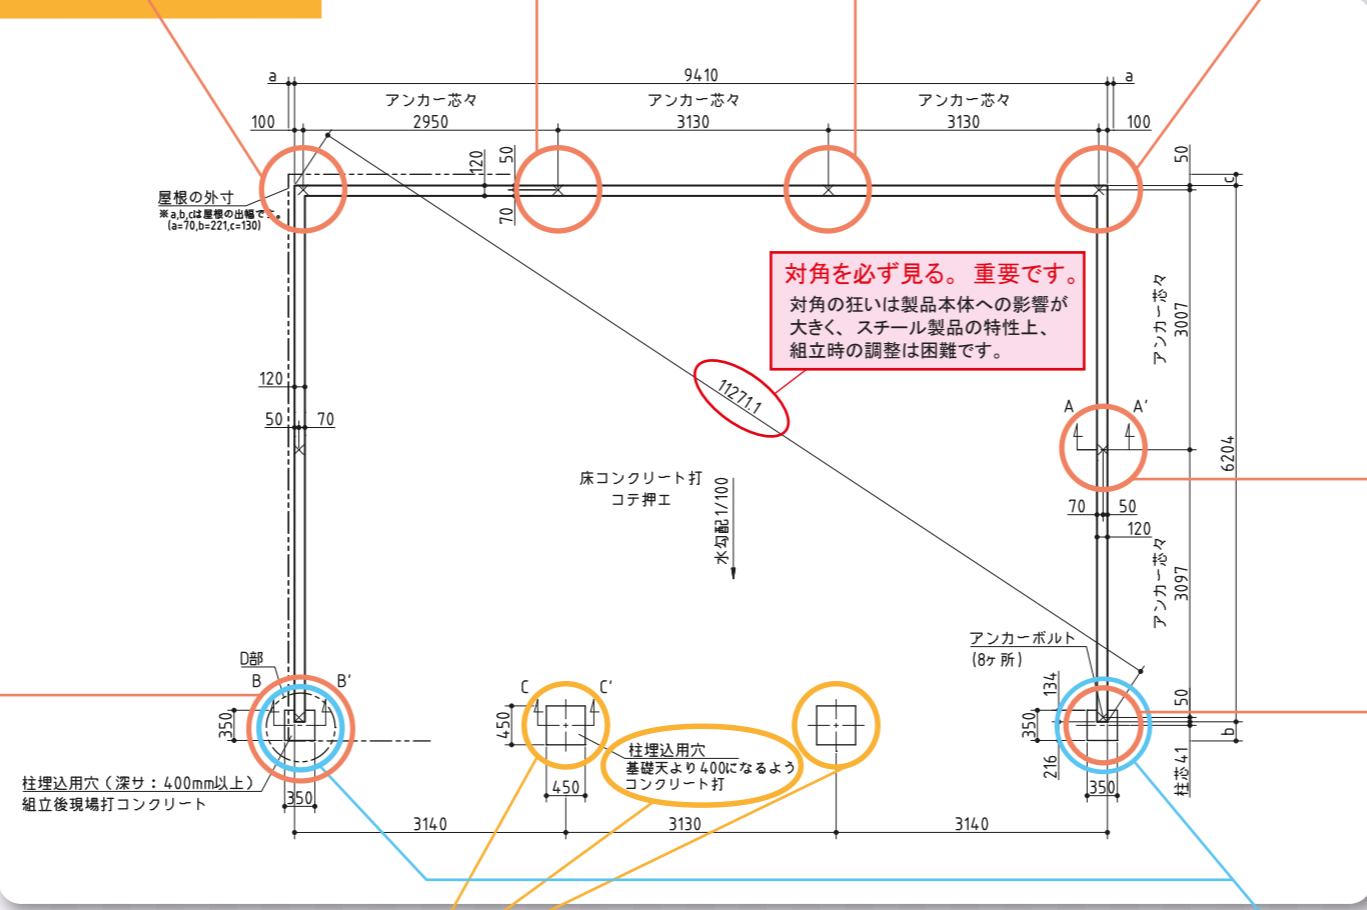 a
9410
a
アンカー芯々
アンカー芯々
アンカー芯々
100
2950
3130
3130
100
120
50
70
50
c
屋根の外寸
※a,b,cは屋根の出幅です。
(a=70,b=221,c=130)
対角を必ず見る。 重要です。
対角の狂いは製品本体への影響が
大きく、スチール製品の特性上、
組立時の調整は困難です。
アンカー芯々
3007
11271.1
120
50
70
A
A'
6204
床コンクリート打
コテ押エ
水勾配1/100
70
50
120
アンカー芯々
3097
アンカーボルト
(8ヶ所)
D部
B
B'
C
C'
134
50
350
450
350
b
柱埋込用穴
基礎天より400になるよう
コンクリート打
216
柱芯41
柱埋込用穴(深サ:400mm以上)
組立後現場打コンクリート
350
450
350
3140
3130
3140